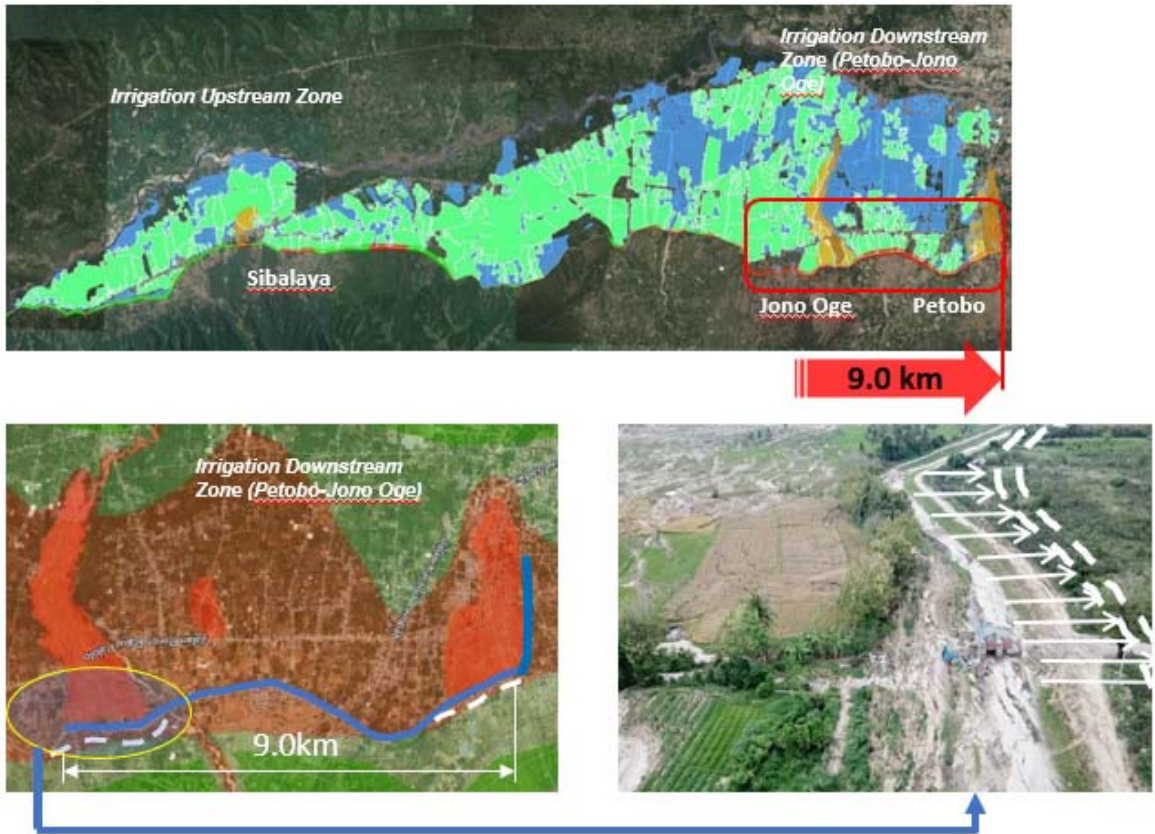 Irrigation Downstream
Zone (Petobo-Jono
Oge)
Irrigation Upstream Zone
Sibalaya
Jono Oge
Petobo
9.0 km
Irrigation Downstream
Zone (Petobo-Jono Oge)
9.0km